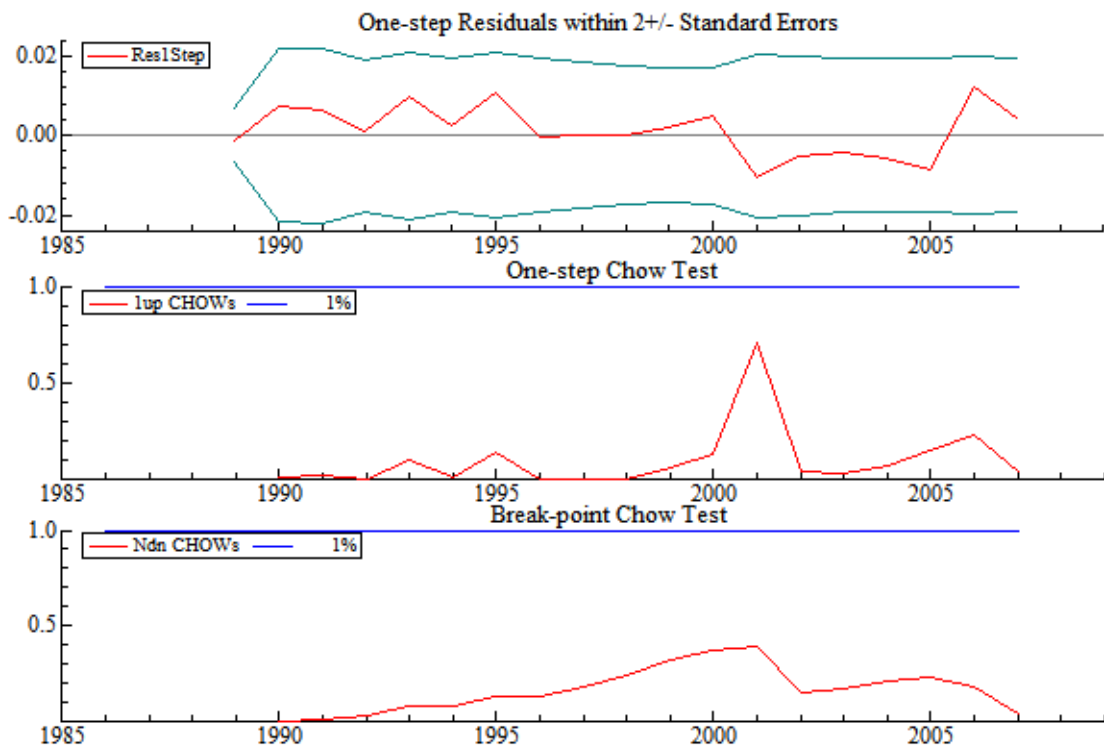 One-step Residuals within 2+/- Standard Errors
0.02
Res1Step
0.00
-0.02
1985 1990 1995 2000 2005
One-step Chow Test
1.0
1up CHOWs 1%
0.5
1985 1990 1995 2000 2005
Break-point Chow Test
1.0
Ndn CHOWs 1%
0.5
1985 1990 1995 2000 2005